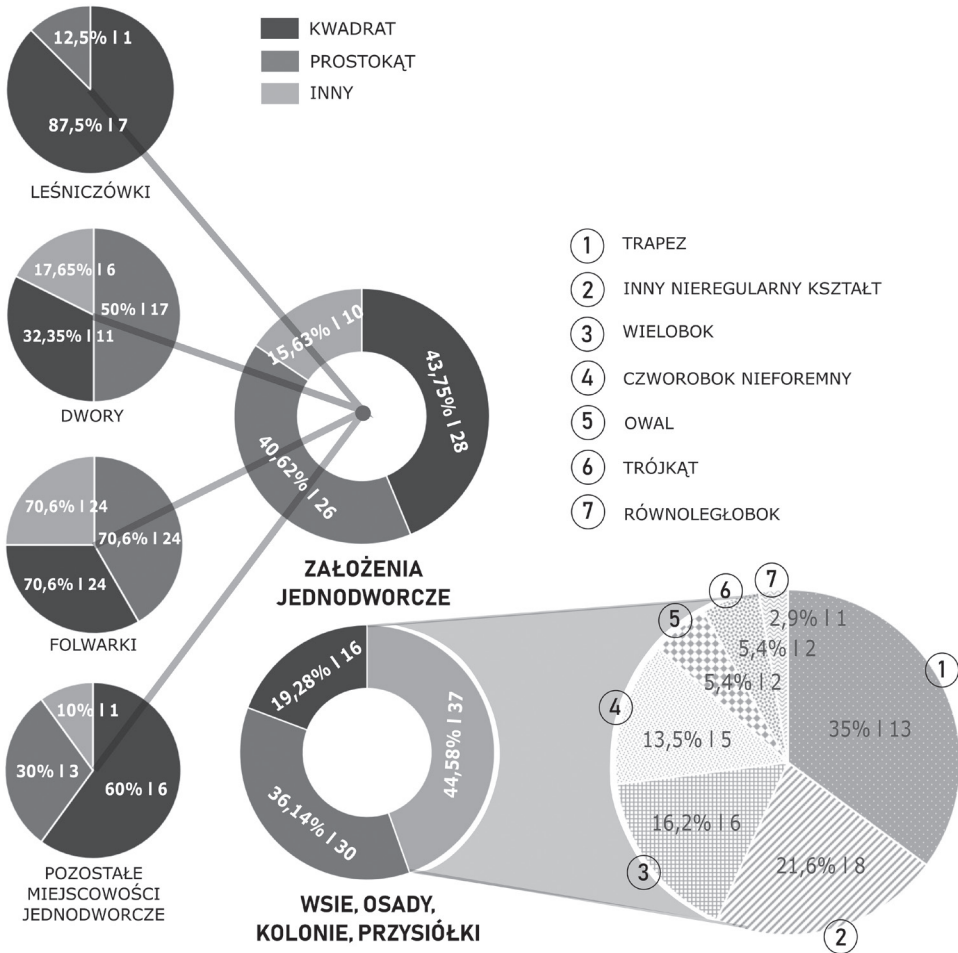 KWADRAT
PROSTOKĄT
INNY
12,5% I 1
87,5% I 7
LEŚNICZÓWKI
17,65% I 6
50% I 17
32,35% I 11
DWORY
70,6% I 24
70,6% I 24
70,6% I 24
FOLWARKI
10% I 1
30% I 3
60% I 6
POZOSTAŁE
MIEJSCOWOŚCI
JEDNODWORCZE
15,63% I 10
43,75% I 28
40,62% I 26
ZAŁOŻENIA
JEDNODWORCZE
19,28% I 16
44,58% I 37
36,14% I 30
WSIE, OSADY,
KOLONIE, PRZYSIÓŁKI
1 TRAPEZ
2 INNY NIEREGULARNY KSZTAŁT
3 WIELOBOK
4 CZWOROBOK NIEFOREMNY
5 OWAL
6 TRÓJKĄT
7 RÓWNOLEGŁOBOK
7
2,9% I 1
6
5,4% I 2
5
5,4% I 2
1
35% I 13
4
13,5% I 5
16,2% I 6
3
21,6% I 8
2